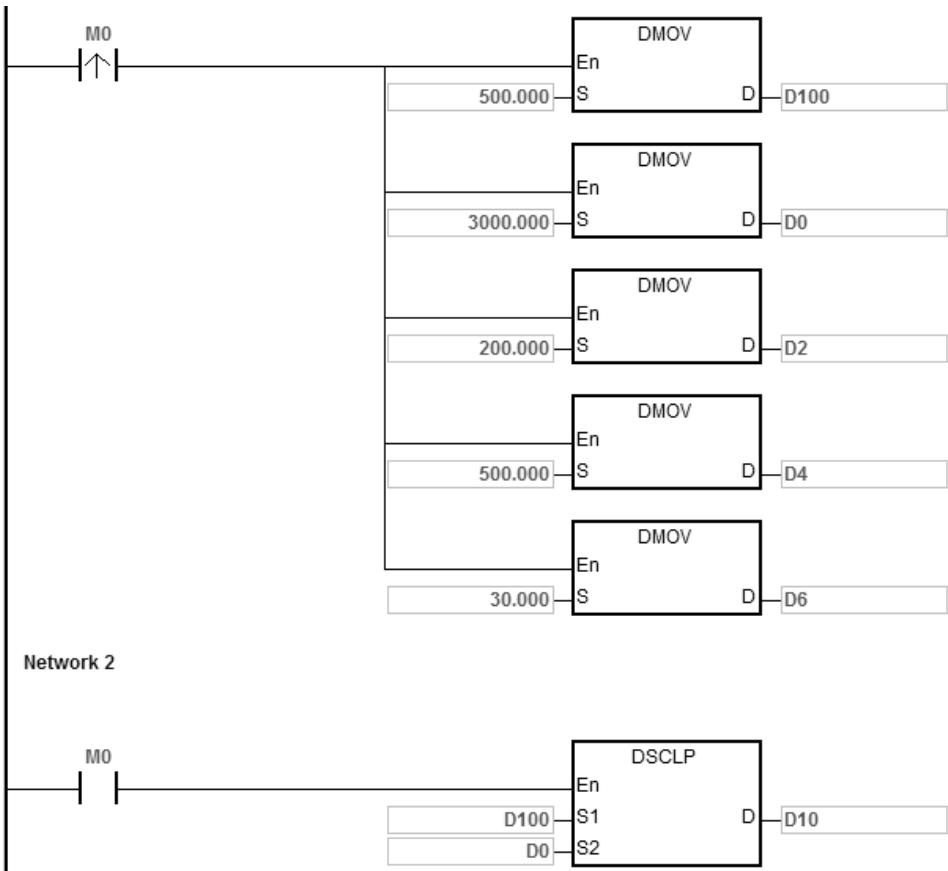 M0
DMOV
En
500.000 S D D100
DMOV
En
3000.000 S D D0
DMOV
En
200.000 S D D2
DMOV
En
500.000 S D D4
DMOV
En
30.000 S D D6
Network 2
M0
DSCLP
En
D100 S1 D D10
D0 S2